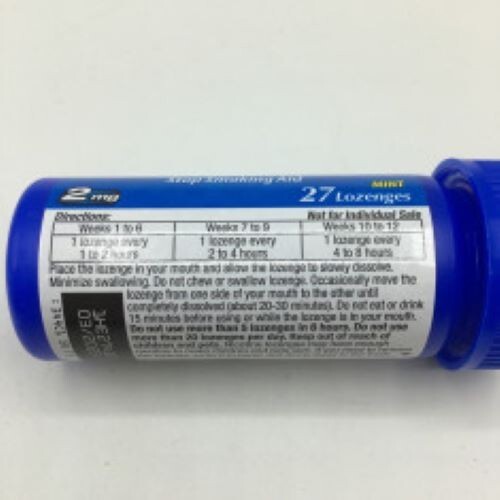 Stop Smoking Aid
2 mg
MINT
27 Lozenges
Directions: Not for Individual Sale
Weeks 1 to 6 Weeks 7 to 9 Weeks 10 to 12
1 lozenge every 1 lozenge every 1 lozenge every
1 to 2 hours 2 to 4 hours 4 to 8 hours
Place the lozenge in your mouth and allow the lozenge to slowly dissolve.
Minimize swallowing. Do not chew or swallow lozenge. Occasionally move the
lozenge from one side of your mouth to the other until
completely dissolved (about 20-30 minutes). Do not eat or drink
15 minutes before using or while the lozenge is in your mouth.
Do not use more than 5 lozenges in 6 hours. Do not use
more than 20 lozenges per day. Keep out of reach of
children and pets.